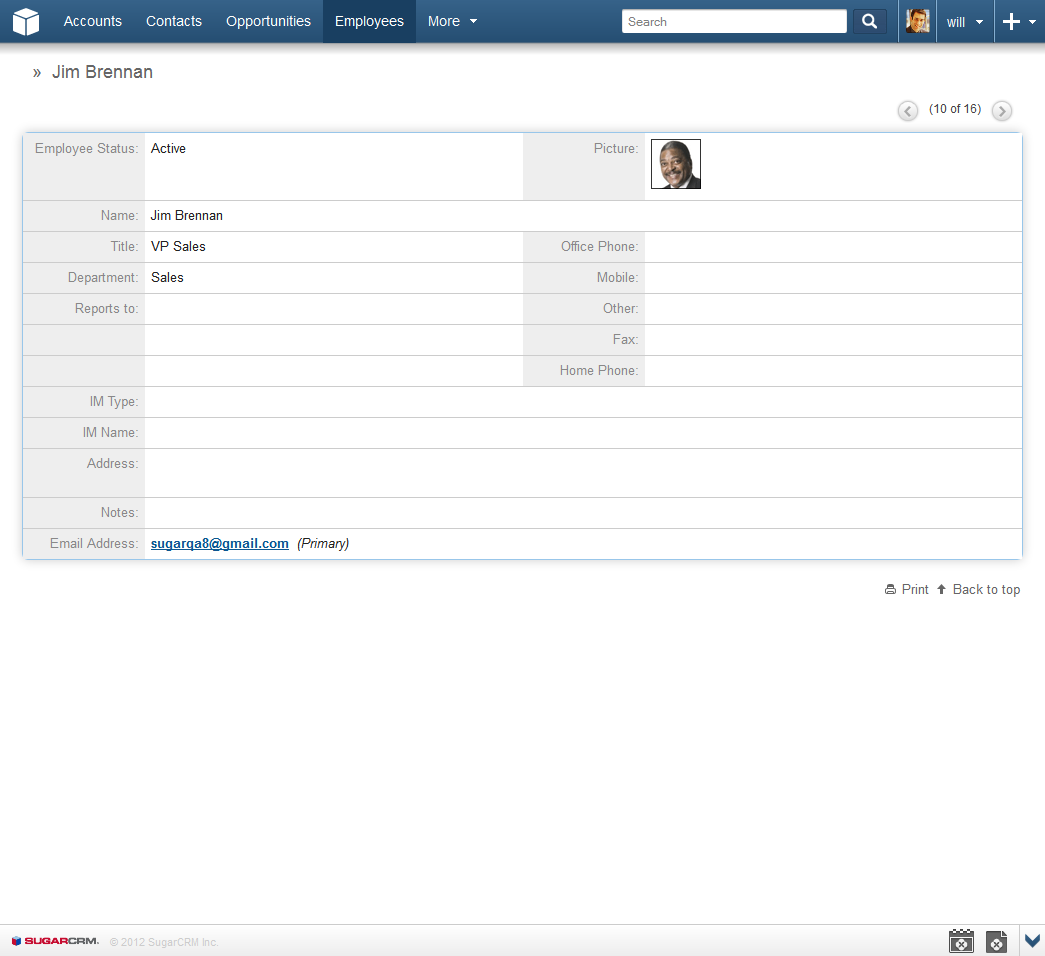 Accounts Contacts Opportunities Employees More Search will
» Jim Brennan
(10 of 16)
Employee Status: Active Picture:
Name: Jim Brennan
Title: VP Sales Office Phone:
Department: Sales Mobile:
Reports to: Other:
Fax:
Home Phone:
IM Type:
IM Name:
Address:
Notes:
Email Address: sugarqa8@gmail.com (Primary)
Print Back to top
SUGARCRM. © 2012 SugarCRM Inc.